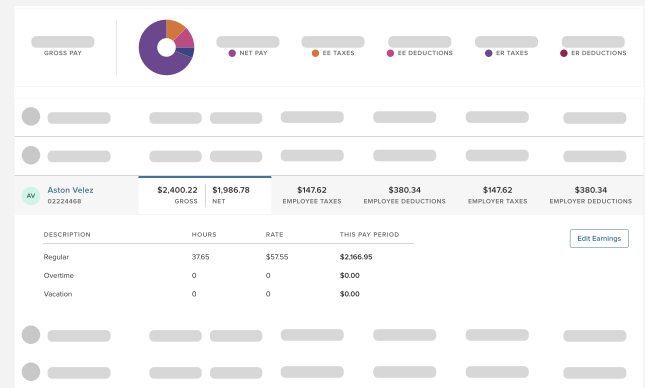 GROSS PAY
NET PAY
EE TAXES
EE DEDUCTIONS
ER TAXES
ER DEDUCTIONS
AV
Aston Velez
02224468
$2,400.22
GROSS
$1,986.78
NET
$147.62
EMPLOYEE TAXES
$380.34
EMPLOYEE DEDUCTIONS
$147.62
EMPLOYER TAXES
$380.34
EMPLOYER DEDUCTIONS
DESCRIPTION HOURS RATE THIS PAY PERIOD
Edit Earnings
Regular 37.65 $57.55 $2,166.95
Overtime 0 0 $0.00
Vacation 0 0 $0.00